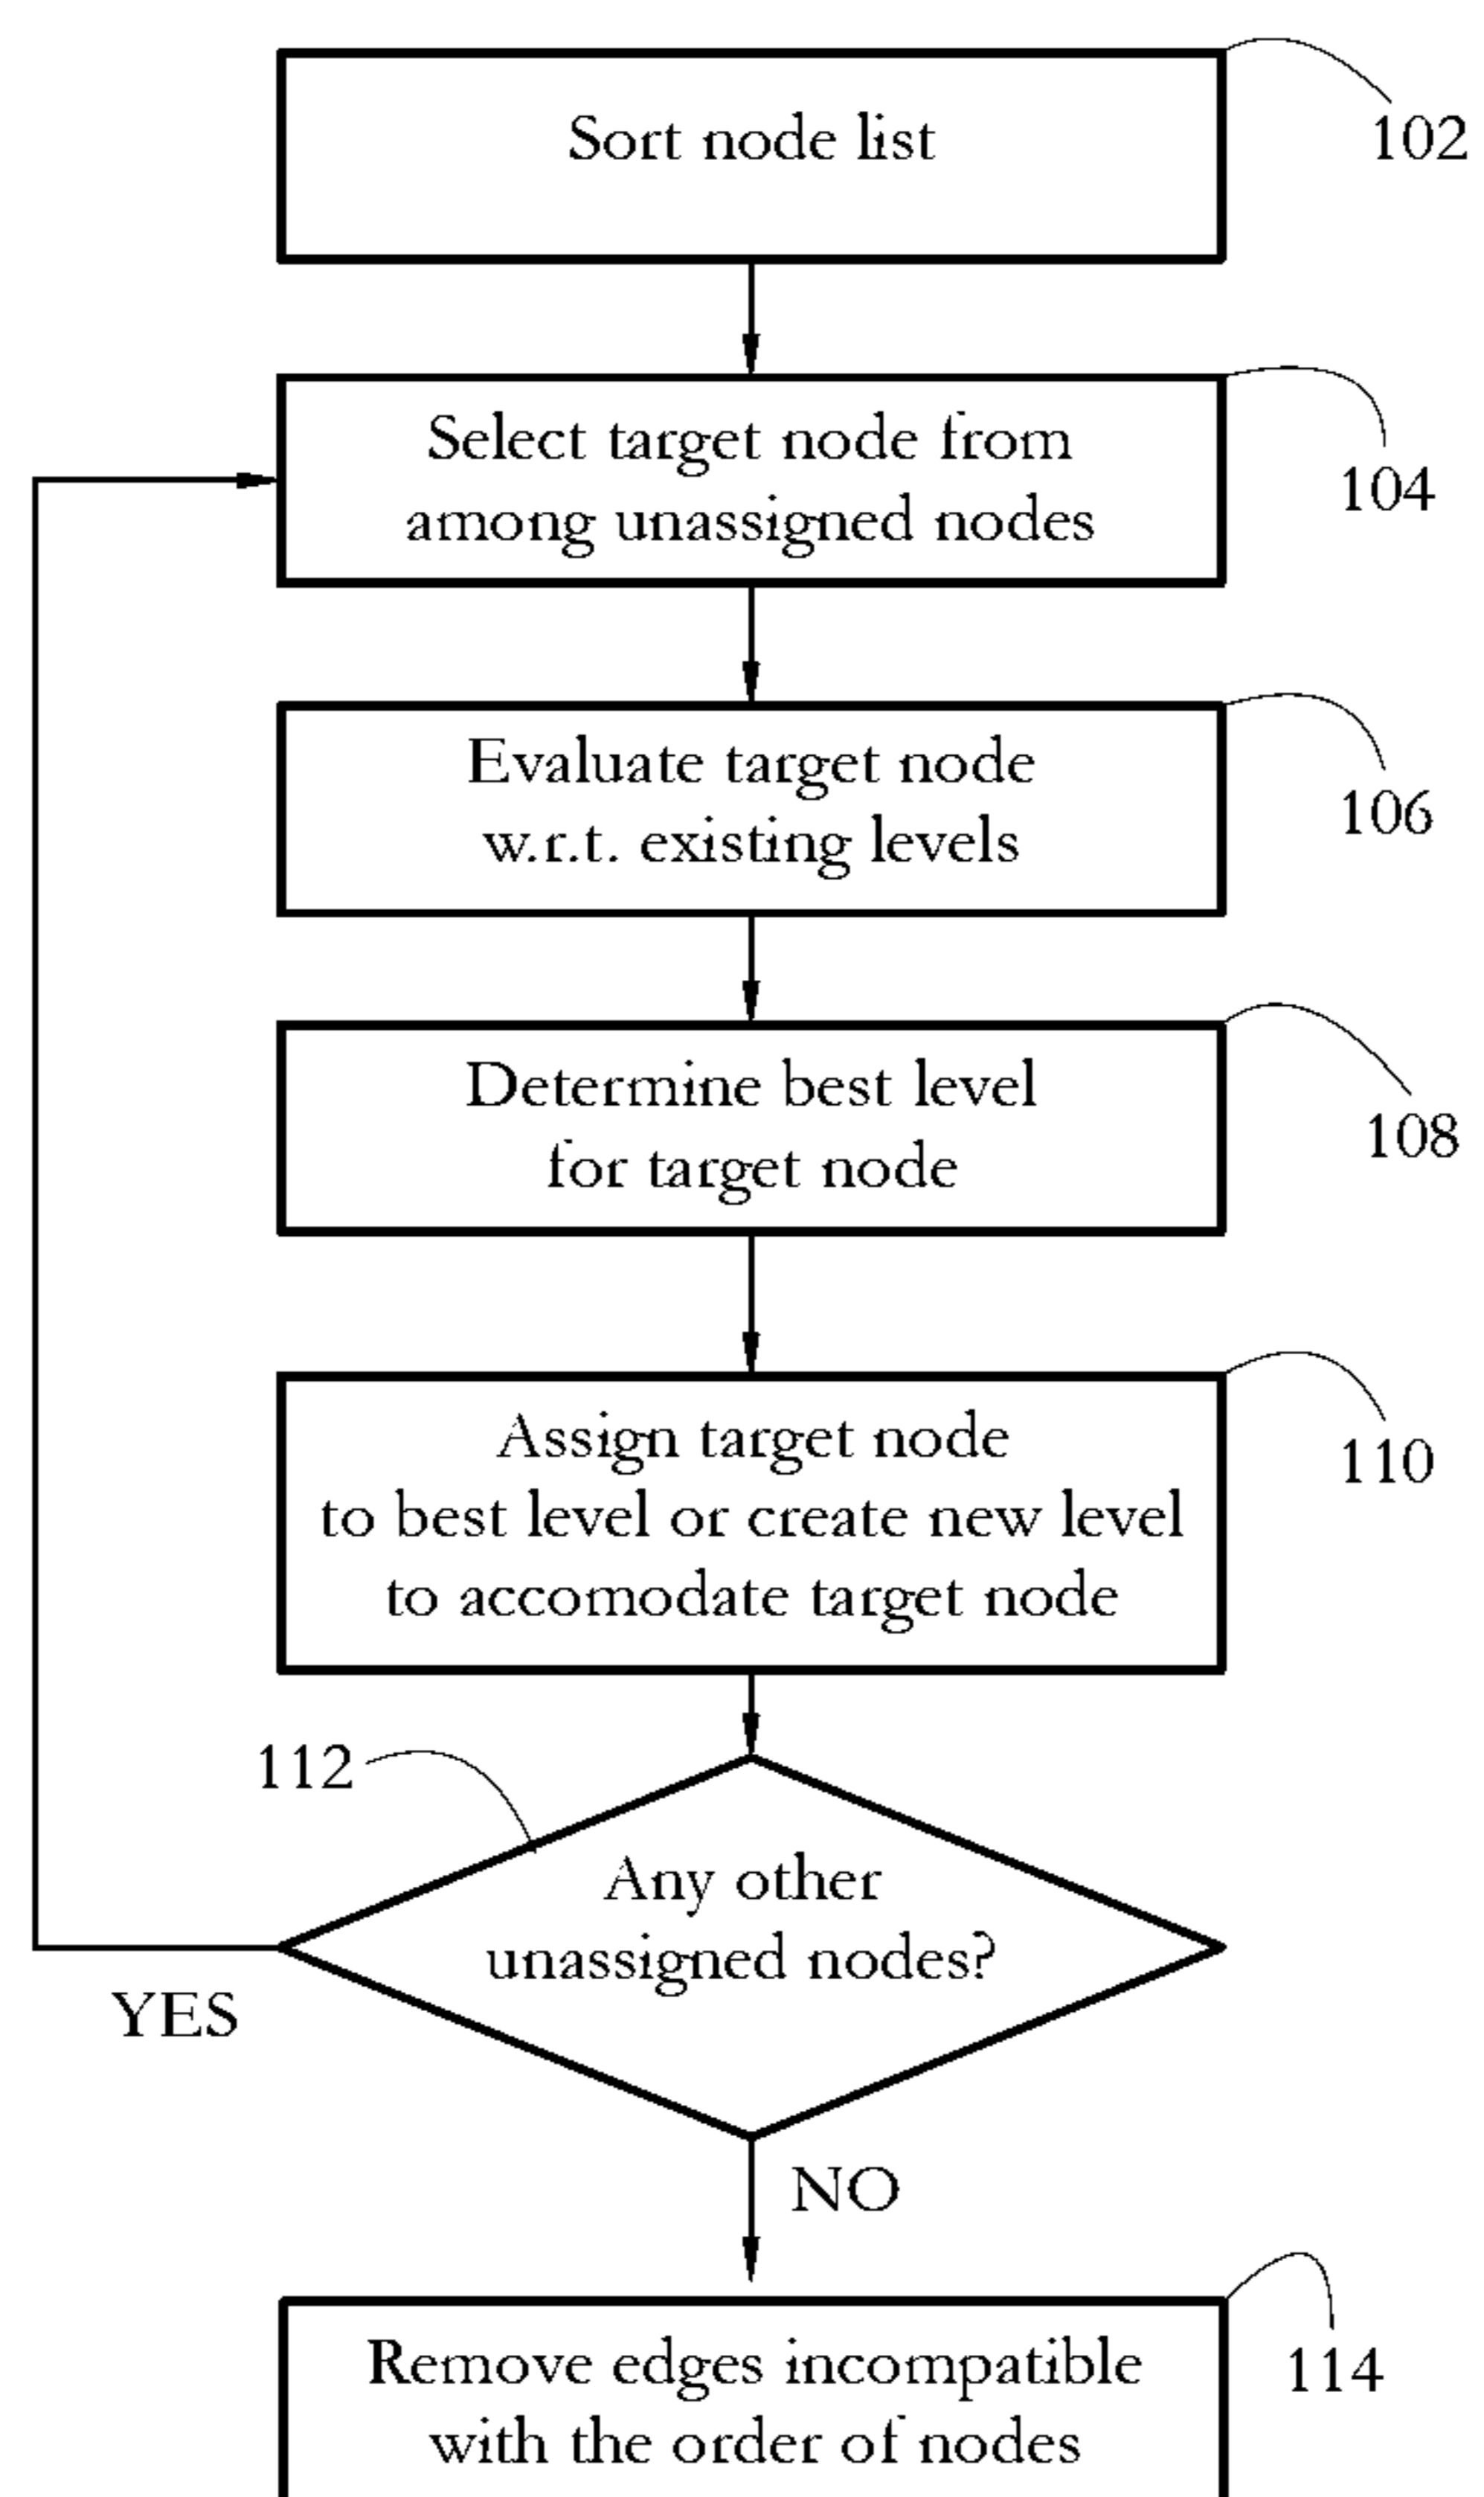 Sort node list
102
Select target node from
among unassigned nodes
104
Evaluate target node
w.r.t. existing levels
106
Determine best level
for target node
108
Assign target node
to best level or create new level
to accomodate target node
110
112
Any other
unassigned nodes?
YES
NO
Remove edges incompatible
with the order of nodes
114